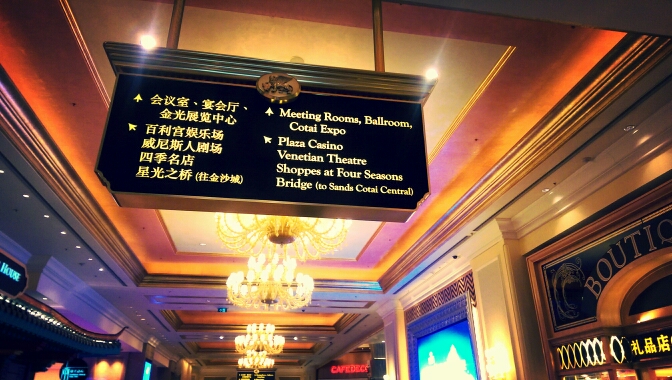 会议室、宴会厅、
金光展览中心
百利宫娱乐场
威尼斯人剧场
四季名店
星光之桥 (往金沙城)
Meeting Rooms, Ballroom,
Cotai Expo
Plaza Casino
Venetian Theatre
Shoppes at Four Seasons
Bridge (to Sands Cotai Central)
House
BOUTIQU
礼品店
CAFE DECO